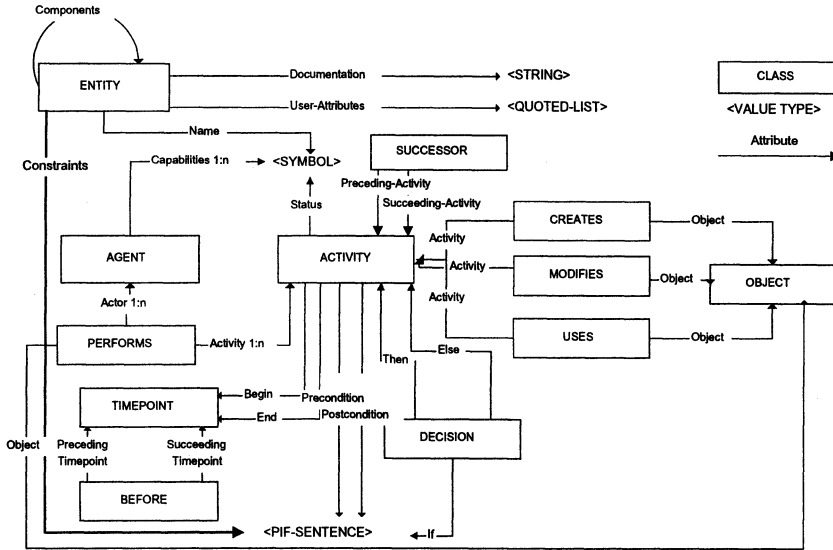 Components
ENTITY
Documentation
<STRING>
CLASS
User-Attributes
<QUOTED-LIST>
<VALUE TYPE>
Name
Attribute
Constraints
Capabilities 1:n
<SYMBOL>
SUCCESSOR
Preceding-Activity
Status
Succeeding-Activity
CREATES
Object
Activity
AGENT
ACTIVITY
Activity
MODIFIES
Object
OBJECT
Actor 1:n
Activity
PERFORMS
Activity 1:n
USES
Object
Then
Else
Begin
Precondition
TIMEPOINT
End
Postcondition
DECISION
Object
Preceding
Timepoint
Succeeding
Timepoint
BEFORE
<PIF-SENTENCE>
If